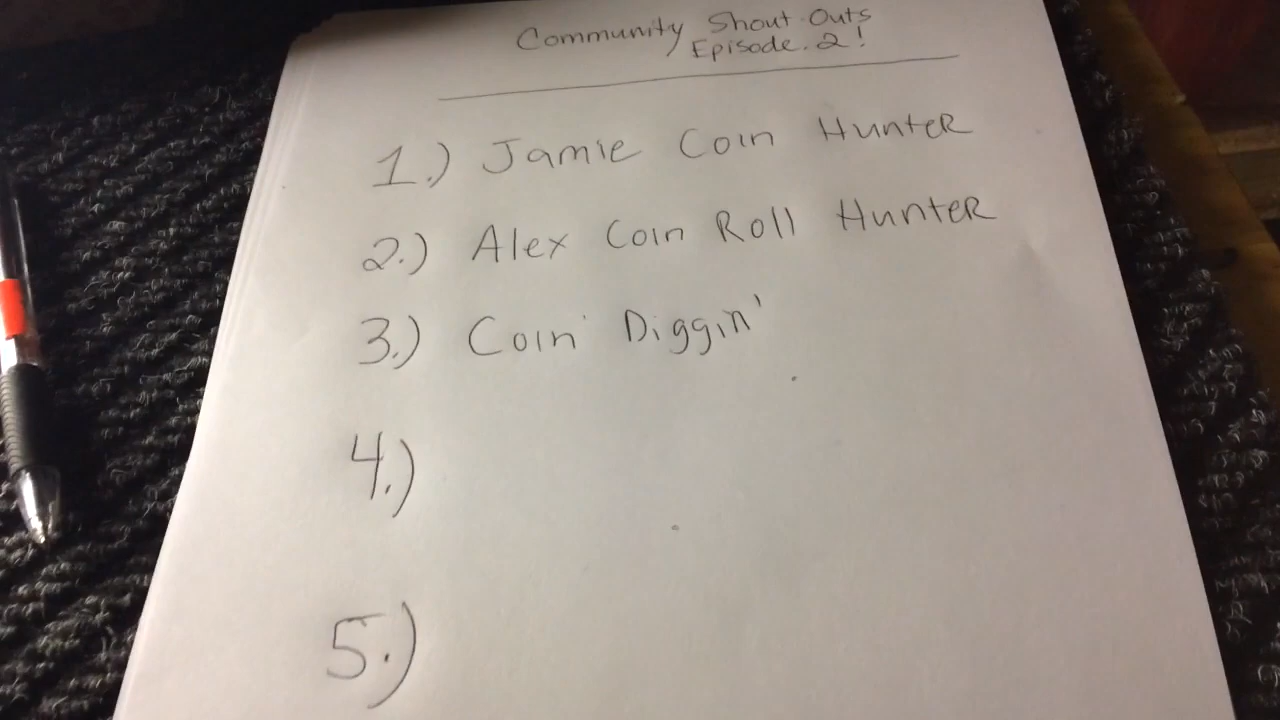 Community Shout Outs
Episode. 2!
1.) Jamie Coin Hunter
2.) Alex Coin Roll Hunter
3.) Coin' Diggin'
4.)
5.)